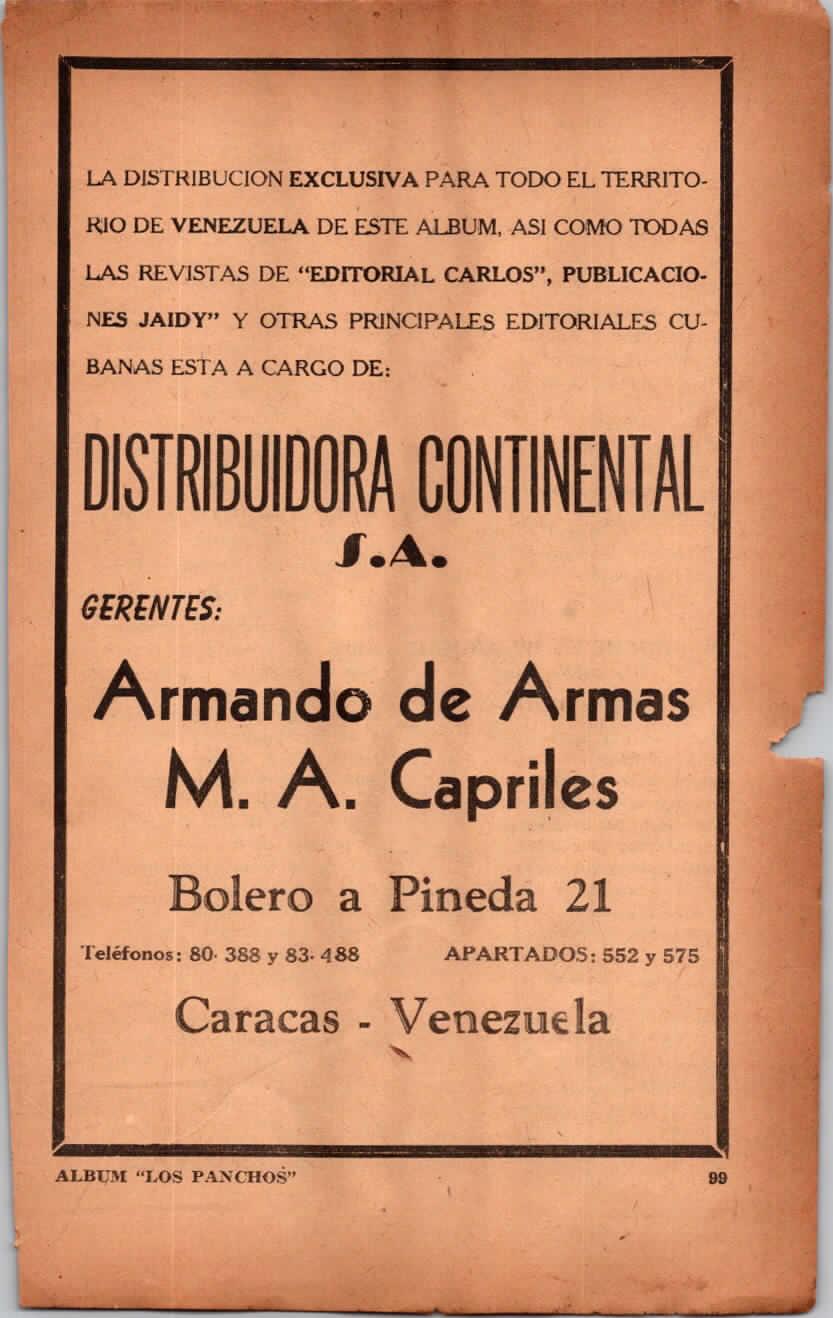 LA DISTRIBUCION EXCLUSIVA PARA TODO EL TERRITO-
RIO DE VENEZUELA DE ESTE ALBUM, ASI COMO TODAS
LAS REVISTAS DE “EDITORIAL CARLOS”, PUBLICACIO-
NES JAIDY” Y OTRAS PRINCIPALES EDITORIALES CU-
BANAS ESTA A CARGO DE:
DISTRIBUIDORA CONTINENTAL
S.A.
GERENTES:
Armando de Armas
M. A. Capriles
Bolero a Pineda 21
Teléfonos: 80- 388 y 83- 488 APARTADOS: 552 y 575
Caracas - Venezuela
ALBUM “LOS PANCHOS” 99